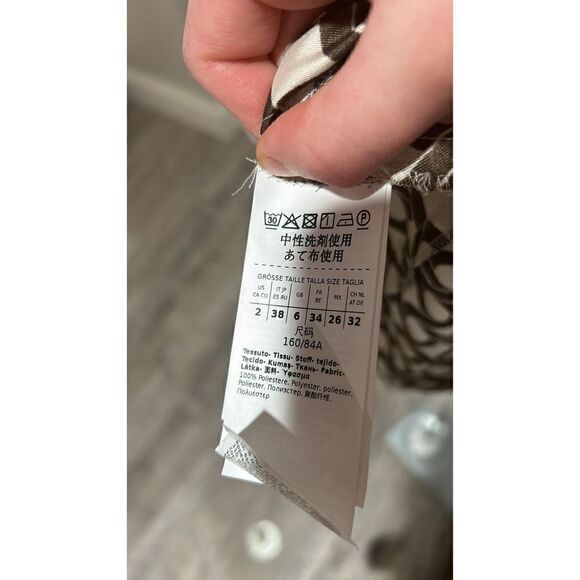 30 P
中性洗剤使用
あて布使用
GRÖSSE TAILLE TALLA SIZE TAGLIA
US CA CO IT JP ES RU GB FR BE MX CH NL AT DE
2 38 6 34 26 32
尺码
160/84A
Tessuto- Tissu- Stoff- tejido-
Tecido- Kumaş- Ткань- Fabric-
Látka- 面料- Ύφασμα
100% Poliestere, Polyester, poliéster,
Poliester, Полиэстер, 聚酯纤维,
Πολυέστερ